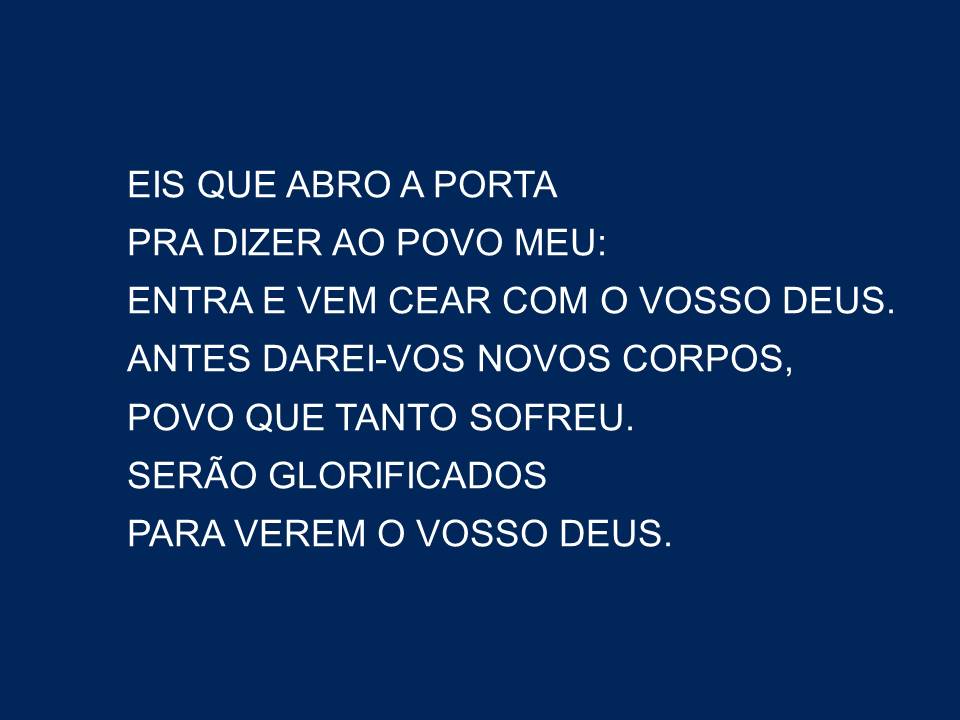 EIS QUE ABRO A PORTA
PRA DIZER AO POVO MEU:
ENTRA E VEM CEAR COM O VOSSO DEUS.
ANTES DAREI-VOS NOVOS CORPOS,
POVO QUE TANTO SOFREU.
SERÃO GLORIFICADOS
PARA VEREM O VOSSO DEUS.